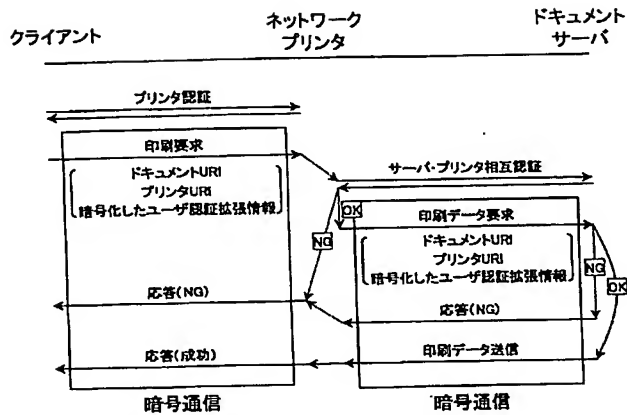 クライアント
ネットワーク
プリンタ
ドキュメント
サーバ
プリンタ認証
印刷要求
ドキュメントURI
プリンタURI
暗号化したユーザ認証拡張情報
サーバ・プリンタ相互認証
OK
NG
印刷データ要求
ドキュメントURI
プリンタURI
暗号化したユーザ認証拡張情報
NG
OK
応答(NG)
応答(NG)
応答(成功)
印刷データ送信
暗号通信
暗号通信